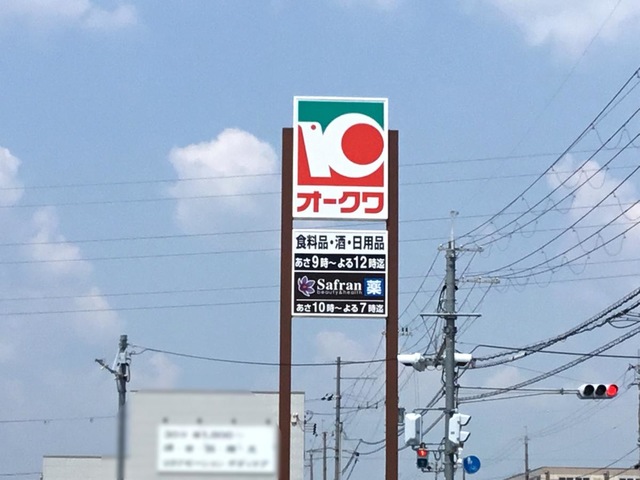 オークワ
食料品・酒・日用品
あさ9時〜よる12時迄
Safran 薬
beauty&health
あさ10時〜よる7時迄